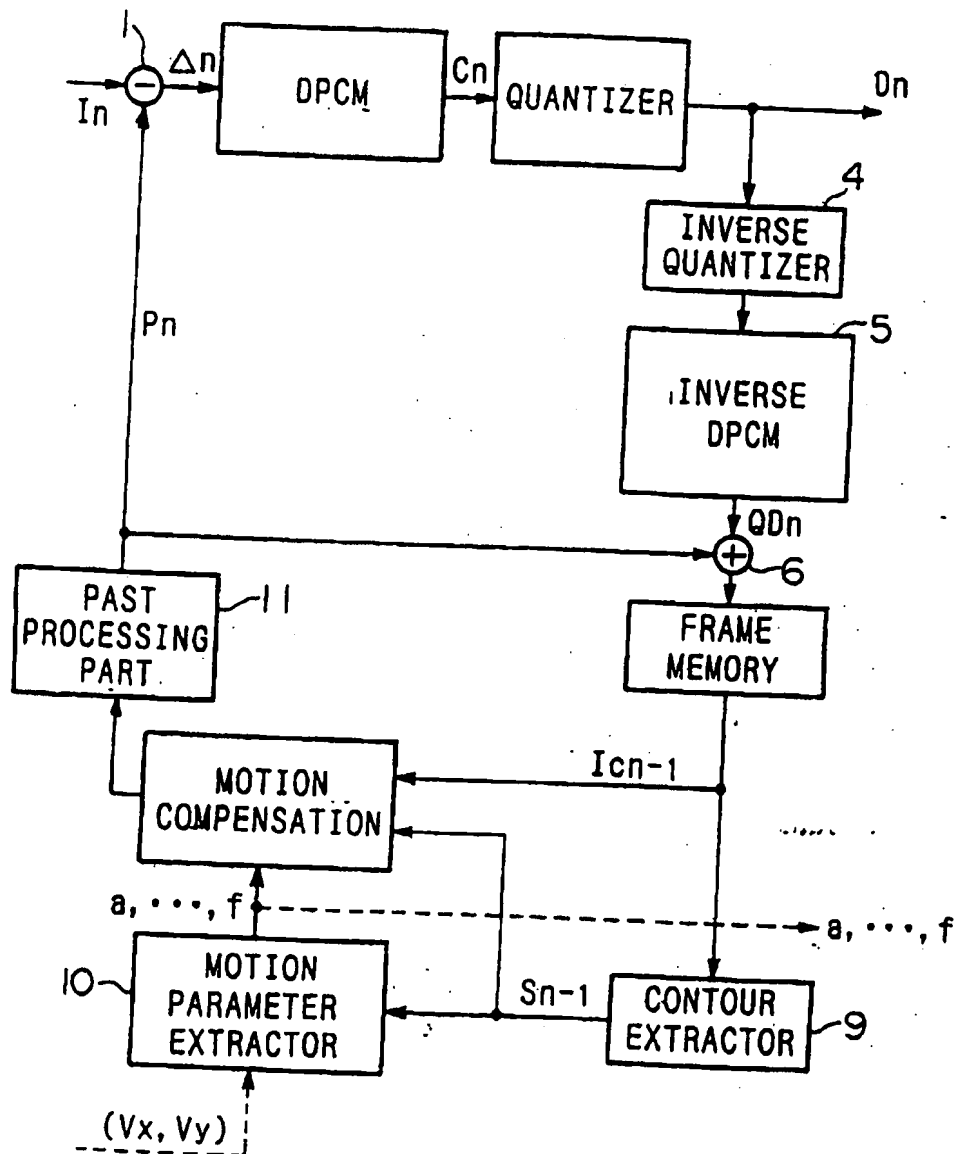 1
Δn
In
DPCM
Cn
QUANTIZER
Dn
4
INVERSE
QUANTIZER
5
INVERSE
DPCM
Pn
QDn
6
PAST
PROCESSING
PART
11
FRAME
MEMORY
Icn-1
MOTION
COMPENSATION
a, ···, f
a, ···, f
10
MOTION
PARAMETER
EXTRACTOR
Sn-1
CONTOUR
EXTRACTOR
9
(Vx, Vy)